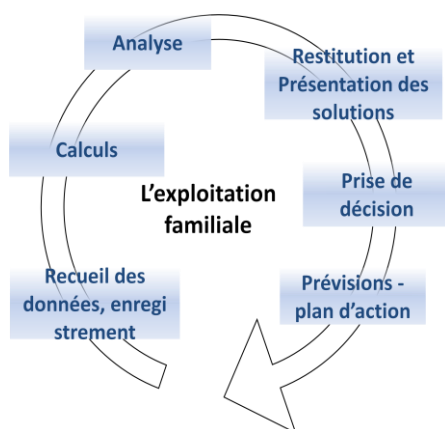 Analyse
Restitution et
Présentation des
solutions
Calculs
L'exploitation
familiale
Prise de
décision
Recueil des
données, enregi
strement
Prévisions -
plan d'action